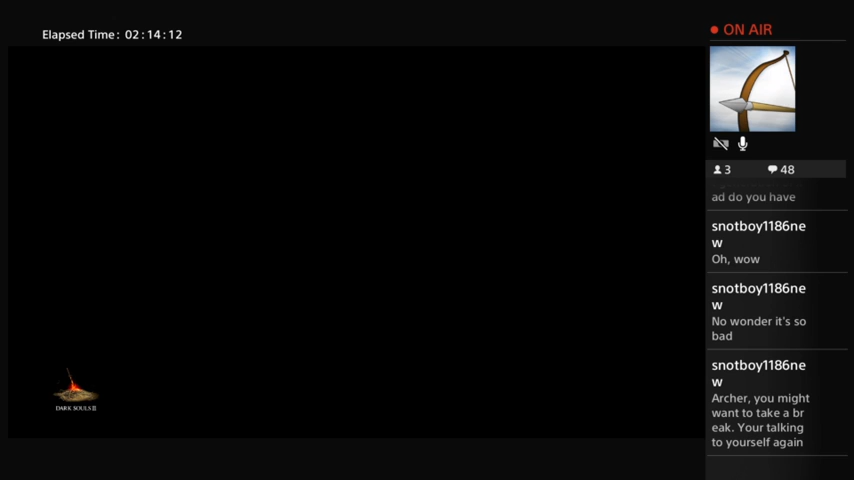 Elapsed Time: 02:14:12
ON AIR
3 48
ad do you have
snotboy1186ne
w
Oh, wow
snotboy1186ne
w
No wonder it's so
bad
snotboy1186ne
w
Archer, you might
want to take a br
eak. Your talking
to yourself again
DARK SOULS II